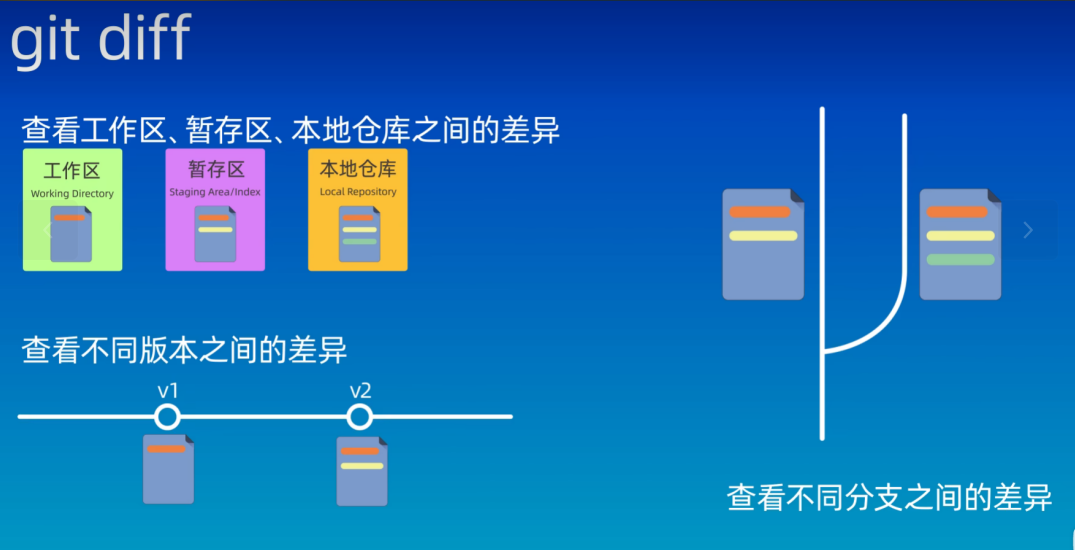 git diff
查看工作区、暂存区、本地仓库之间的差异
工作区
Working Directory
暂存区
Staging Area/Index
本地仓库
Local Repository
查看不同版本之间的差异
v1
v2
查看不同分支之间的差异